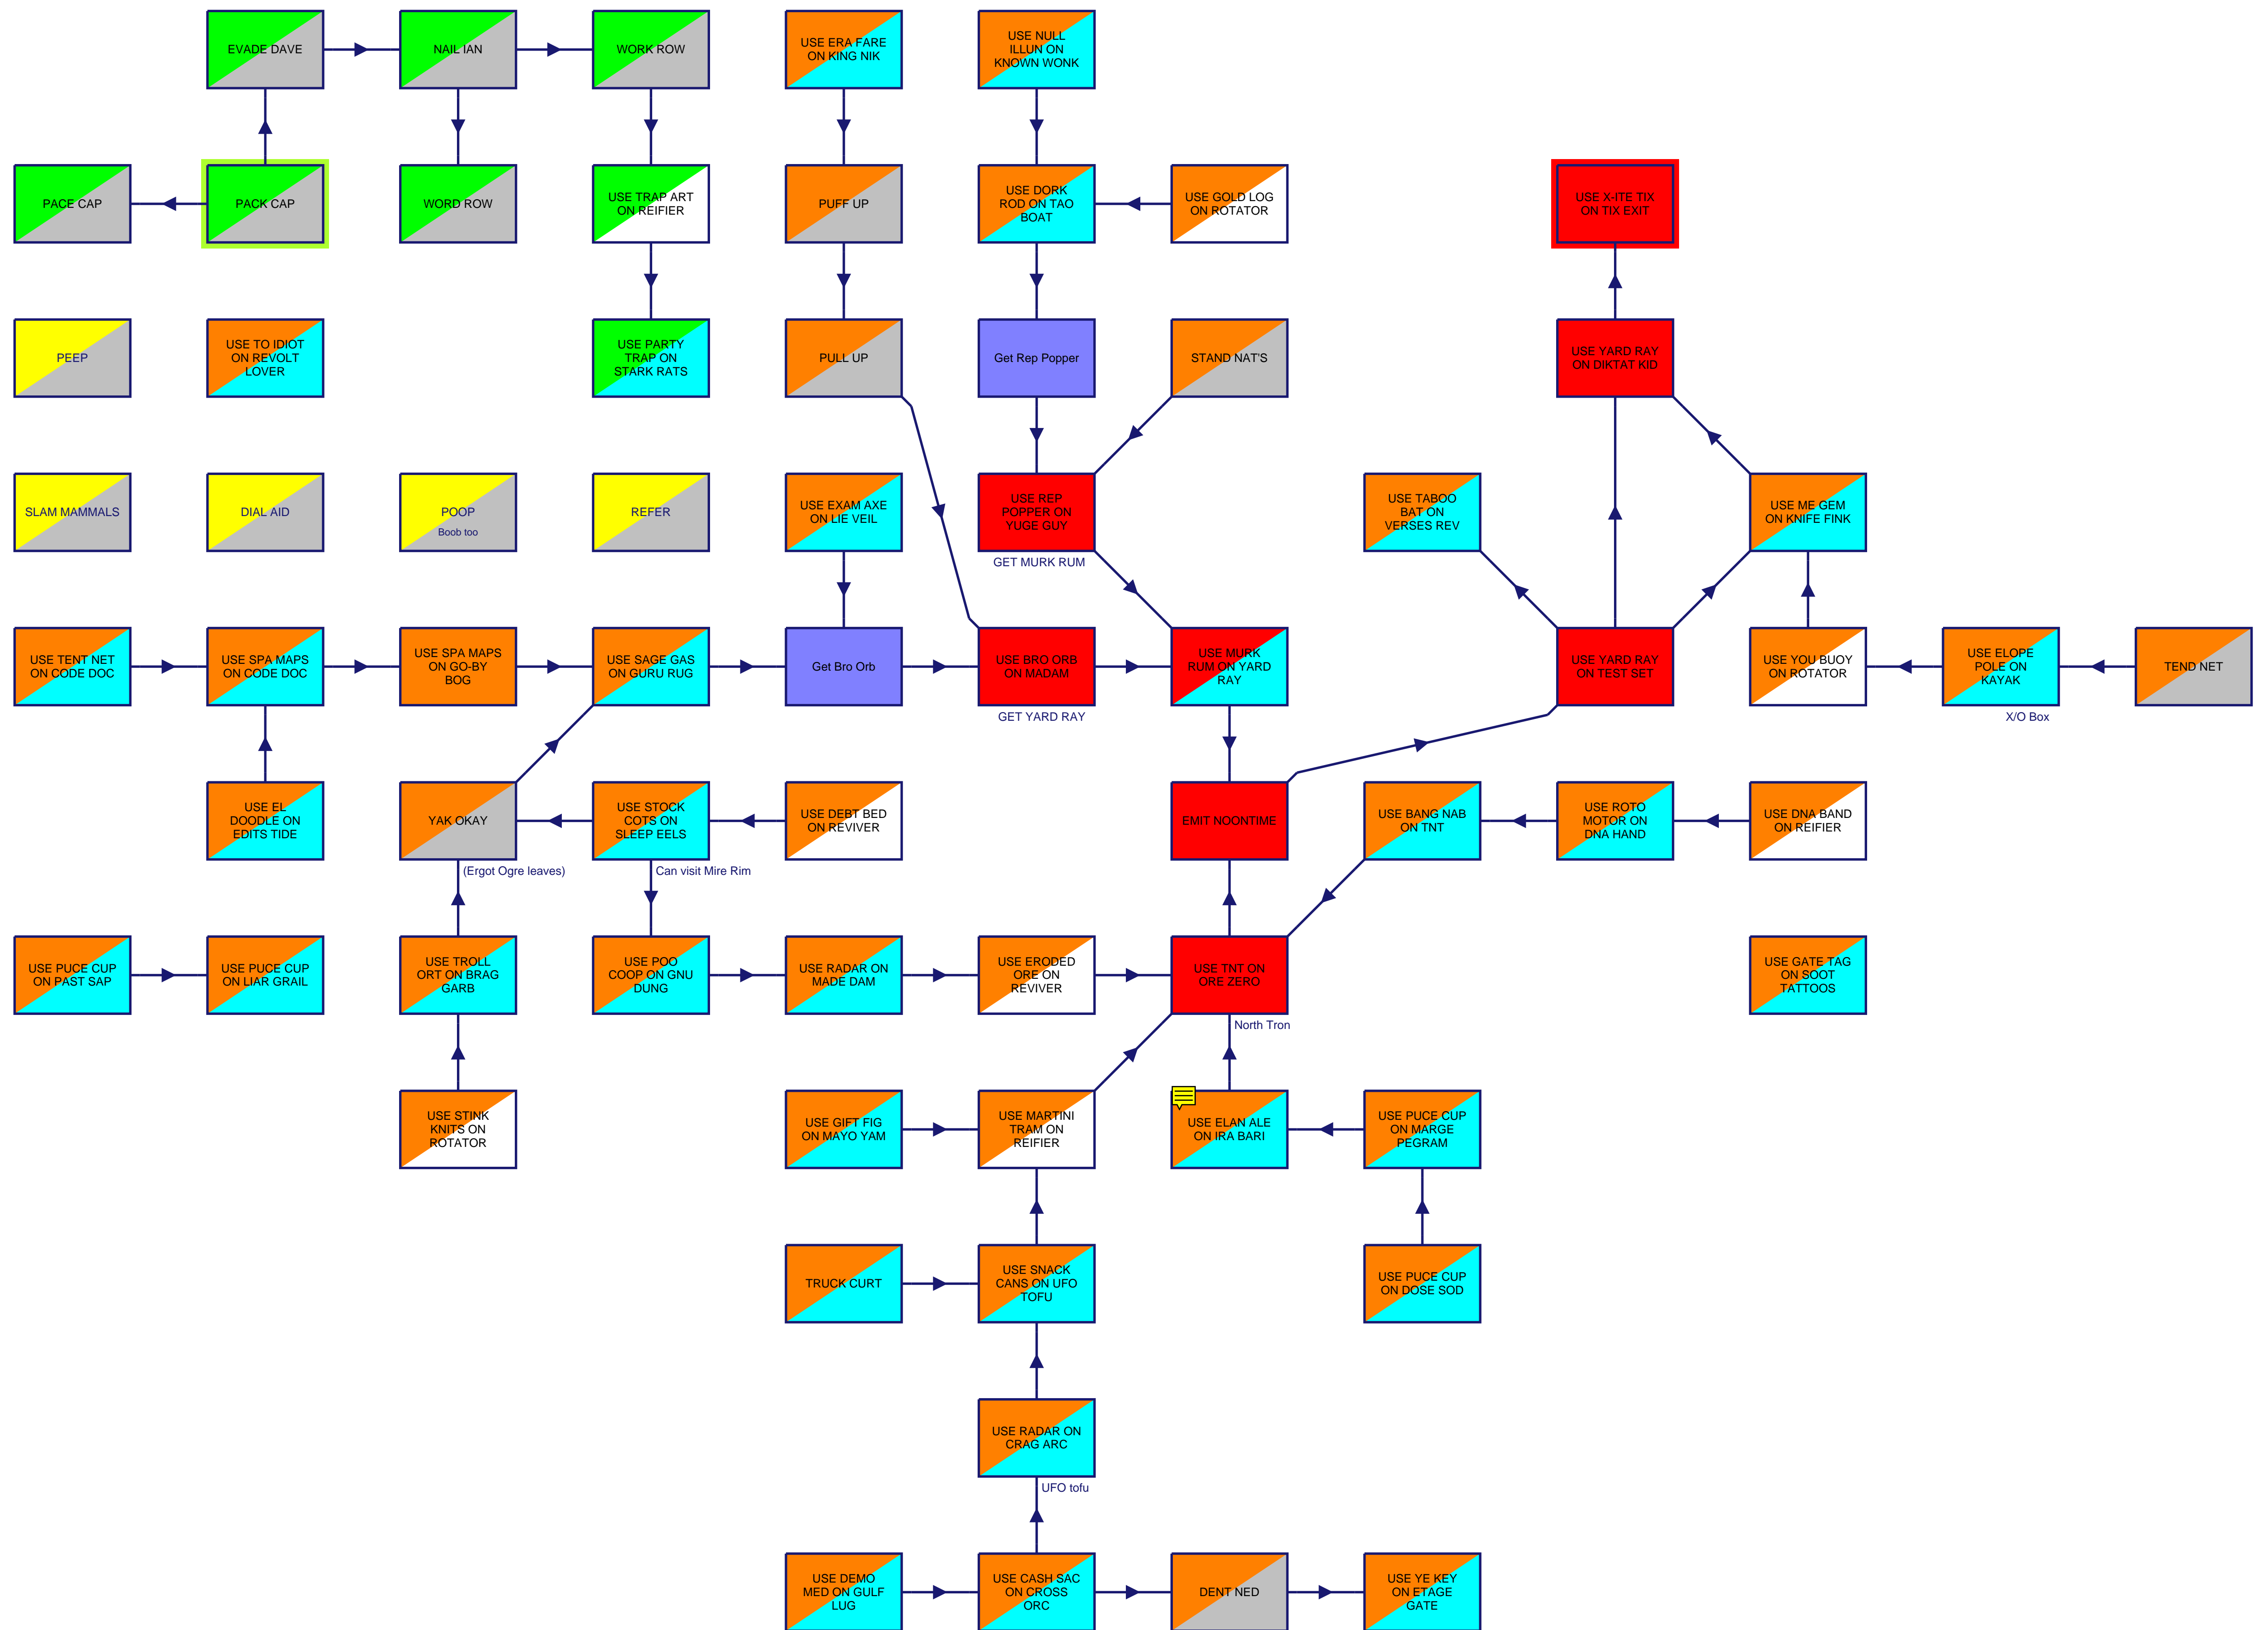 EVADE DAVE
NAIL IAN
WORK ROW
USE ERA FARE
ON KING NIK
USE NULL
ILLUN ON
KNOWN WONK
PACE CAP
PACK CAP
WORD ROW
USE TRAP ART
ON REIFIER
PUFF UP
USE DORK
ROD ON TAO
BOAT
USE GOLD LOG
ON ROTATOR
USE X-ITE TIX
ON TIX EXIT
PEEP
USE TO IDIOT
ON REVOLT
LOVER
USE PARTY
TRAP ON
STARK RATS
PULL UP
Get Rep Popper
STAND NAT'S
USE YARD RAY
ON DIKTAT KID
SLAM MAMMALS
DIAL AID
POOP
Boob too
REFER
USE EXAM AXE
ON LIE VEIL
USE REP
POPPER ON
YUGE GUY
GET MURK RUM
USE TABOO
BAT ON
VERSES REV
USE ME GEM
ON KNIFE FINK
USE TENT NET
ON CODE DOC
USE SPA MAPS
ON CODE DOC
USE SPA MAPS
ON GO-BY
BOG
USE SAGE GAS
ON GURU RUG
Get Bro Orb
USE BRO ORB
ON MADAM
GET YARD RAY
USE MURK
RUM ON YARD
RAY
USE YARD RAY
ON TEST SET
USE YOU BUOY
ON ROTATOR
USE ELOPE
POLE ON
KAYAK
X/O Box
TEND NET
USE EL
DOODLE ON
EDITS TIDE
YAK OKAY
(Ergot Ogre leaves)
USE STOCK
COTS ON
SLEEP EELS
Can visit Mire Rim
USE DEBT BED
ON REVIVER
EMIT NOONTIME
USE BANG NAB
ON TNT
USE ROTO
MOTOR ON
DNA HAND
USE DNA BAND
ON REIFIER
USE PUCE CUP
ON PAST SAP
USE PUCE CUP
ON LIAR GRAIL
USE TROLL
ORT ON BRAG
GARB
USE POO
COOP ON GNU
DUNG
USE RADAR ON
MADE DAM
USE ERODED
ORE ON
REVIVER
USE TNT ON
ORE ZERO
North Tron
USE GATE TAG
ON SOOT
TATTOOS
USE STINK
KNITS ON
ROTATOR
USE GIFT FIG
ON MAYO YAM
USE MARTINI
TRAM ON
REIFIER
USE ELAN ALE
ON IRA BARI
USE PUCE CUP
ON MARGE
PEGRAM
TRUCK CURT
USE SNACK
CANS ON UFO
TOFU
USE PUCE CUP
ON DOSE SOD
USE RADAR ON
CRAG ARC
UFO tofu
USE DEMO
MED ON GULF
LUG
USE CASH SAC
ON CROSS
ORC
DENT NED
USE YE KEY
ON ETAGE
GATE